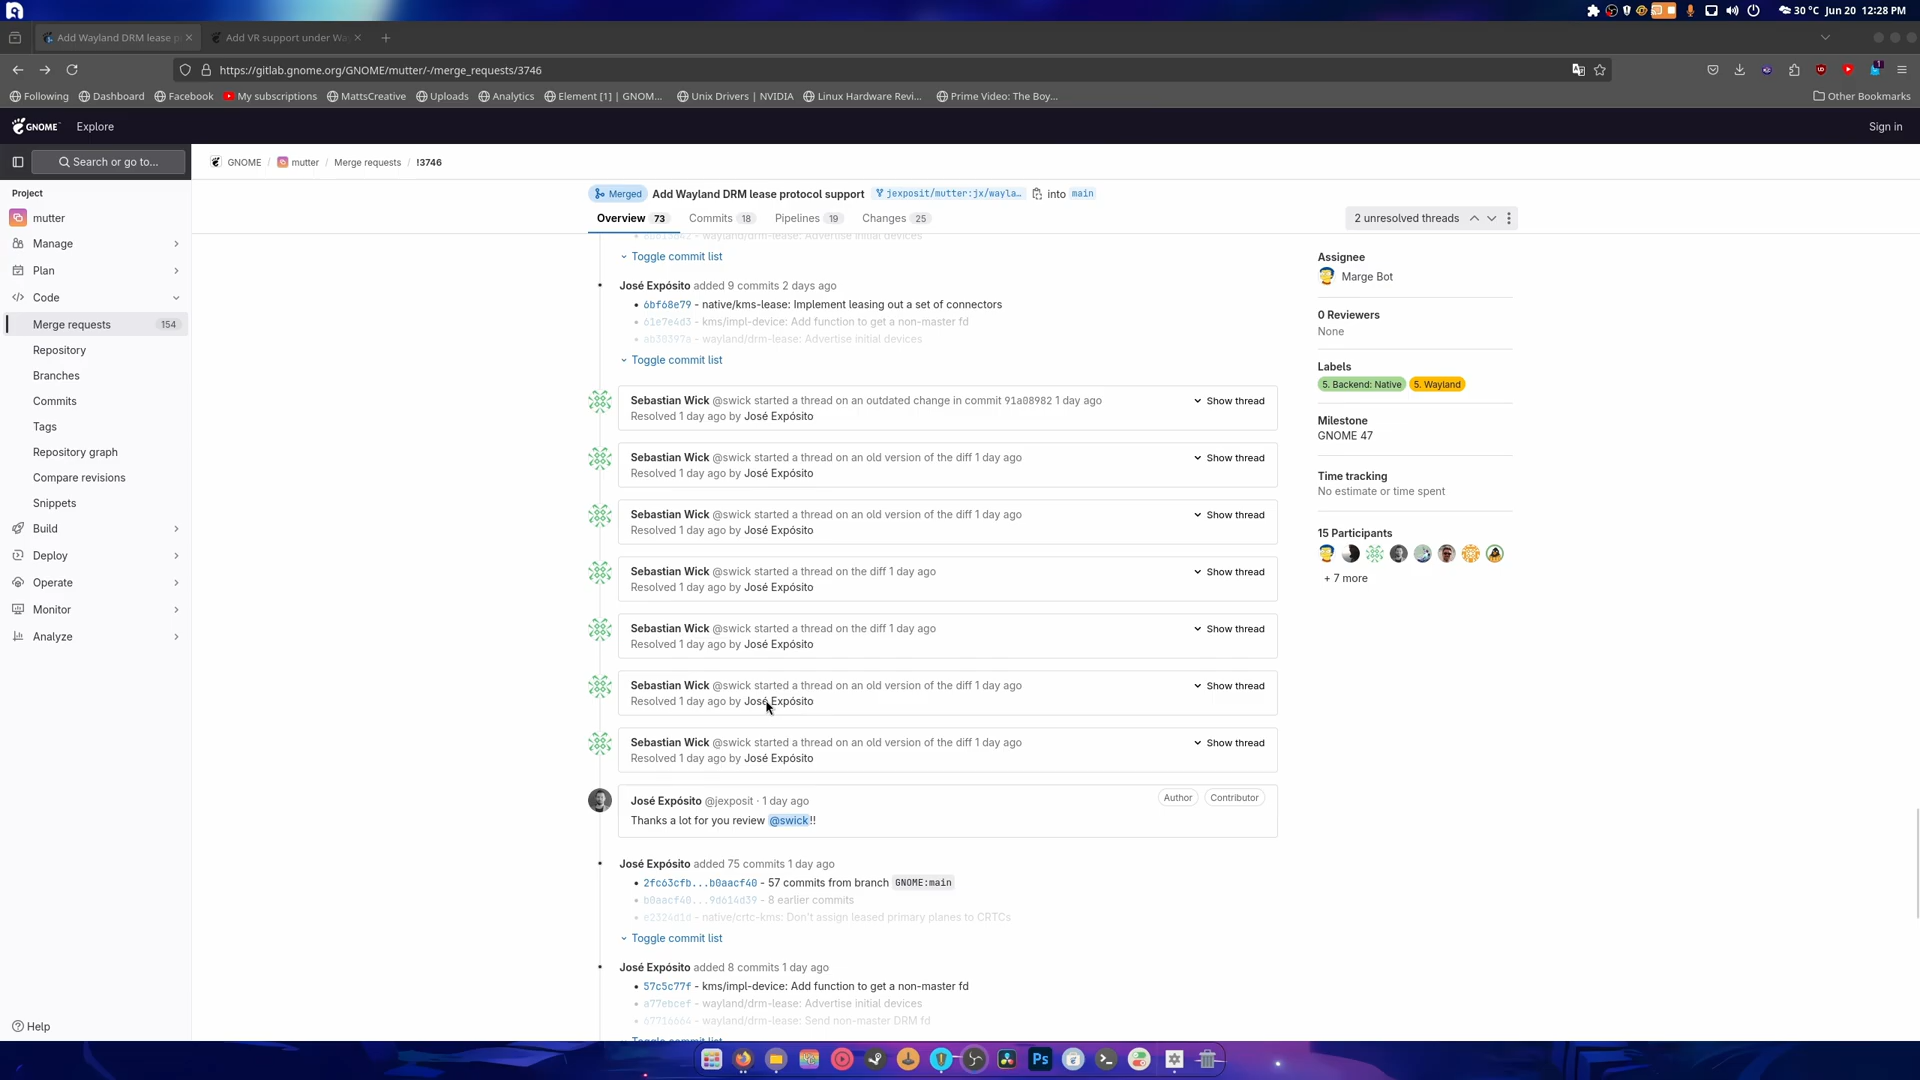 30 °C Jun 20 12:28 PM
Add Wayland DRM lease p
Add VR support under Wa
https://gitlab.gnome.org/GNOME/mutter/-/merge_requests/3746
Following Dashboard Facebook My subscriptions MattsCreative Uploads Analytics Element [1] | GNOM... Unix Drivers | NVIDIA Linux Hardware Revi... Prime Video: The Boy... Other Bookmarks
GNOME Explore Sign in
Search or go to... GNOME / mutter / Merge requests / !3746
Project
mutter
Manage
Plan
Code
Merge requests 154
Repository
Branches
Commits
Tags
Repository graph
Compare revisions
Snippets
Build
Deploy
Operate
Monitor
Analyze
Help
Merged Add Wayland DRM lease protocol support jexposit/mutter:jx/wayla… into main
Overview 73 Commits 18 Pipelines 19 Changes 25 2 unresolved threads
- wayland/drm-lease: Advertise initial devices
Toggle commit list
José Expósito added 9 commits 2 days ago
• 6bf68e79 - native/kms-lease: Implement leasing out a set of connectors
• 61e7e4d3 - kms/impl-device: Add function to get a non-master fd
• ab30397a - wayland/drm-lease: Advertise initial devices
Toggle commit list
Sebastian Wick @swick started a thread on an outdated change in commit 91a08982 1 day ago Show thread
Resolved 1 day ago by José Expósito
Sebastian Wick @swick started a thread on an old version of the diff 1 day ago Show thread
Resolved 1 day ago by José Expósito
Sebastian Wick @swick started a thread on an old version of the diff 1 day ago Show thread
Resolved 1 day ago by José Expósito
Sebastian Wick @swick started a thread on the diff 1 day ago Show thread
Resolved 1 day ago by José Expósito
Sebastian Wick @swick started a thread on the diff 1 day ago Show thread
Resolved 1 day ago by José Expósito
Sebastian Wick @swick started a thread on an old version of the diff 1 day ago Show thread
Resolved 1 day ago by José Expósito
Sebastian Wick @swick started a thread on an old version of the diff 1 day ago Show thread
Resolved 1 day ago by José Expósito
José Expósito @jexposit · 1 day ago Author Contributor
Thanks a lot for you review @swick!!
José Expósito added 75 commits 1 day ago
• 2fc63cfb...b0aacf40 - 57 commits from branch GNOME:main
• b0aacf40...9d614d39 - 8 earlier commits
• e2324d1d - native/crtc-kms: Don't assign leased primary planes to CRTCs
Toggle commit list
José Expósito added 8 commits 1 day ago
• 57c5c77f - kms/impl-device: Add function to get a non-master fd
• a77ebcef - wayland/drm-lease: Advertise initial devices
• 67716664 - wayland/drm-lease: Send non-master DRM fd
Toggle commit list
Assignee
Marge Bot
0 Reviewers
None
Labels
5. Backend: Native 5. Wayland
Milestone
GNOME 47
Time tracking
No estimate or time spent
15 Participants
+ 7 more
Ps